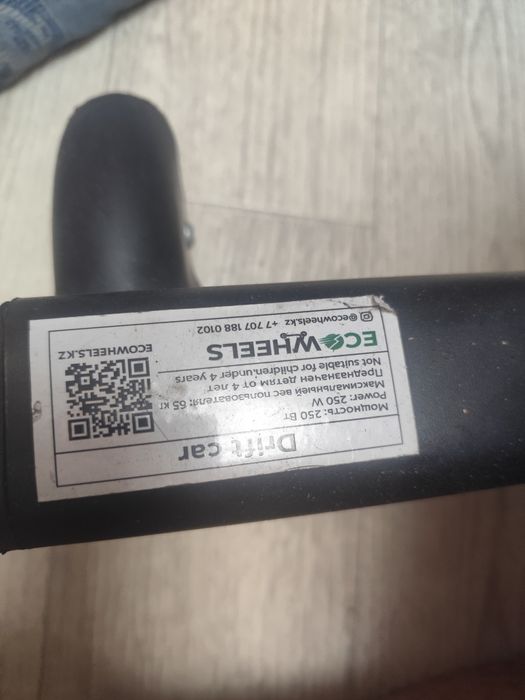 Drift-car
Мощность: 250 Вт
Power: 250 W
Максимальный вес пользователя: 65 кг
Предназначен детям от 4 лет
Not suitable for children under 4 years
ECOWHEELS
@ecowheels.kz +7 707 188 0102
ECOWHEELS.KZ